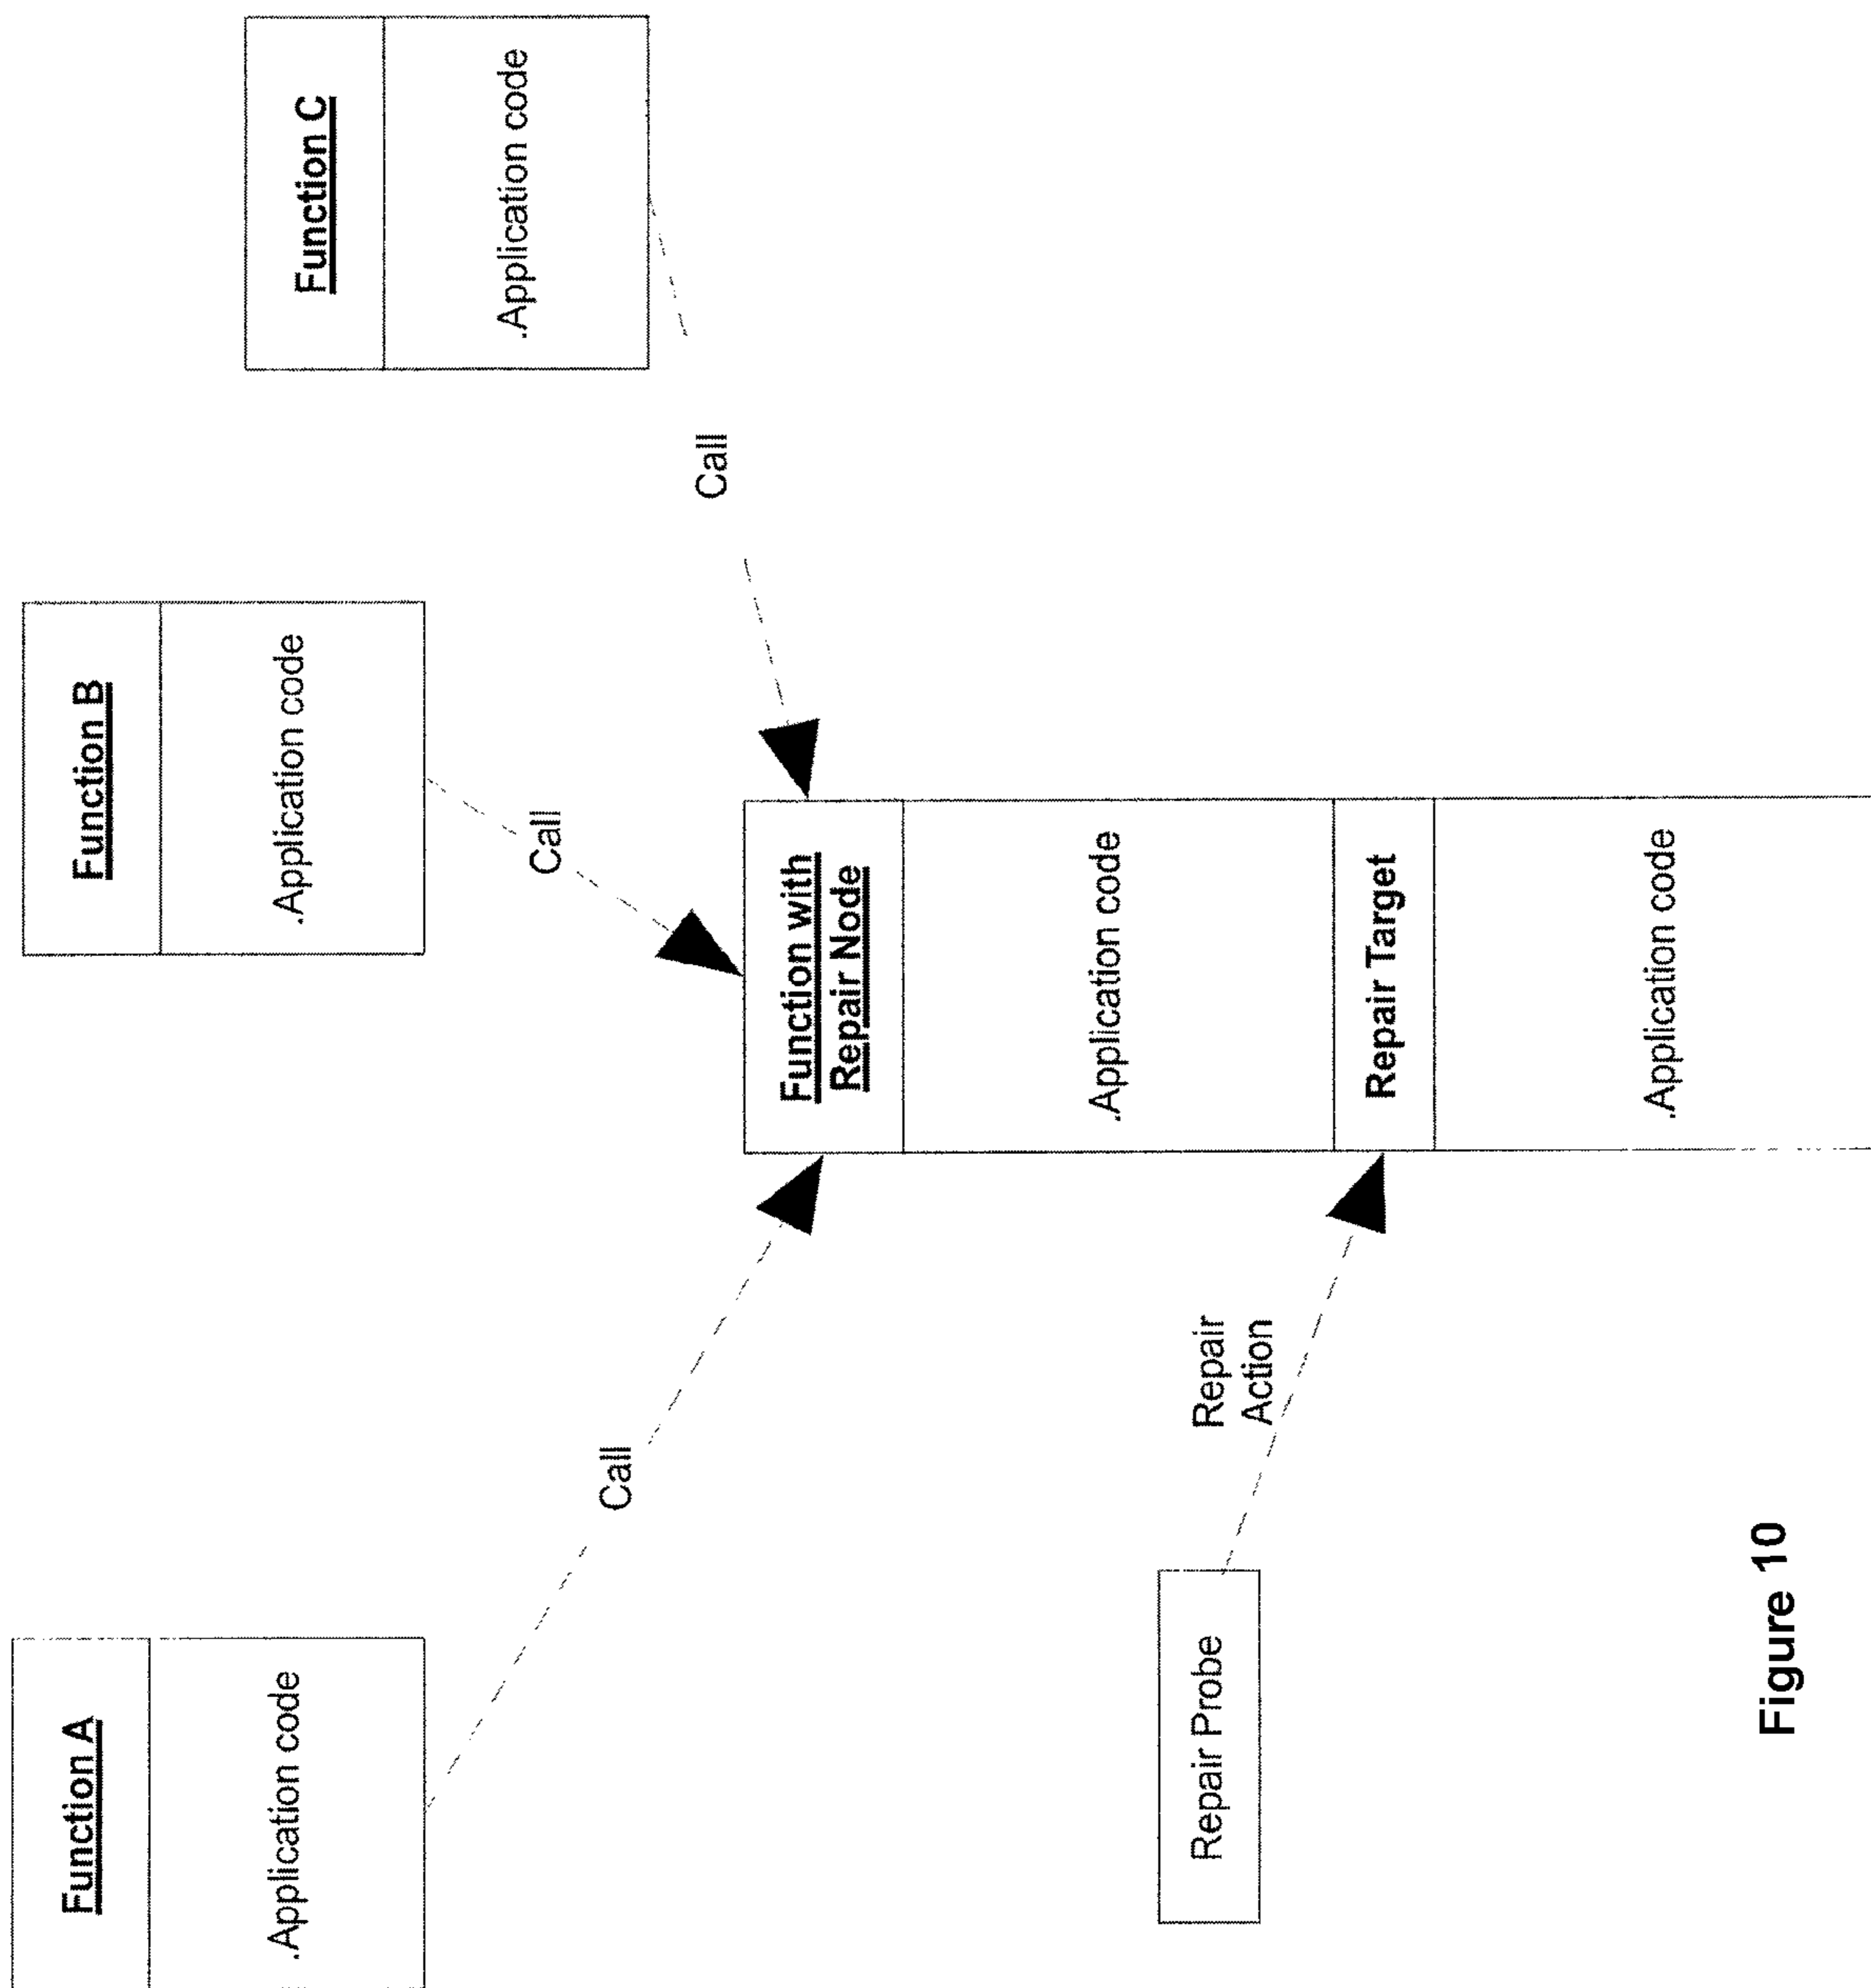 Function A
.Application code
Function B
.Application code
Function C
.Application code
Call
Call
Call
Function with
Repair Node
.Application code
Repair Target
.Application code
Repair Probe
Repair
Action
Figure 10